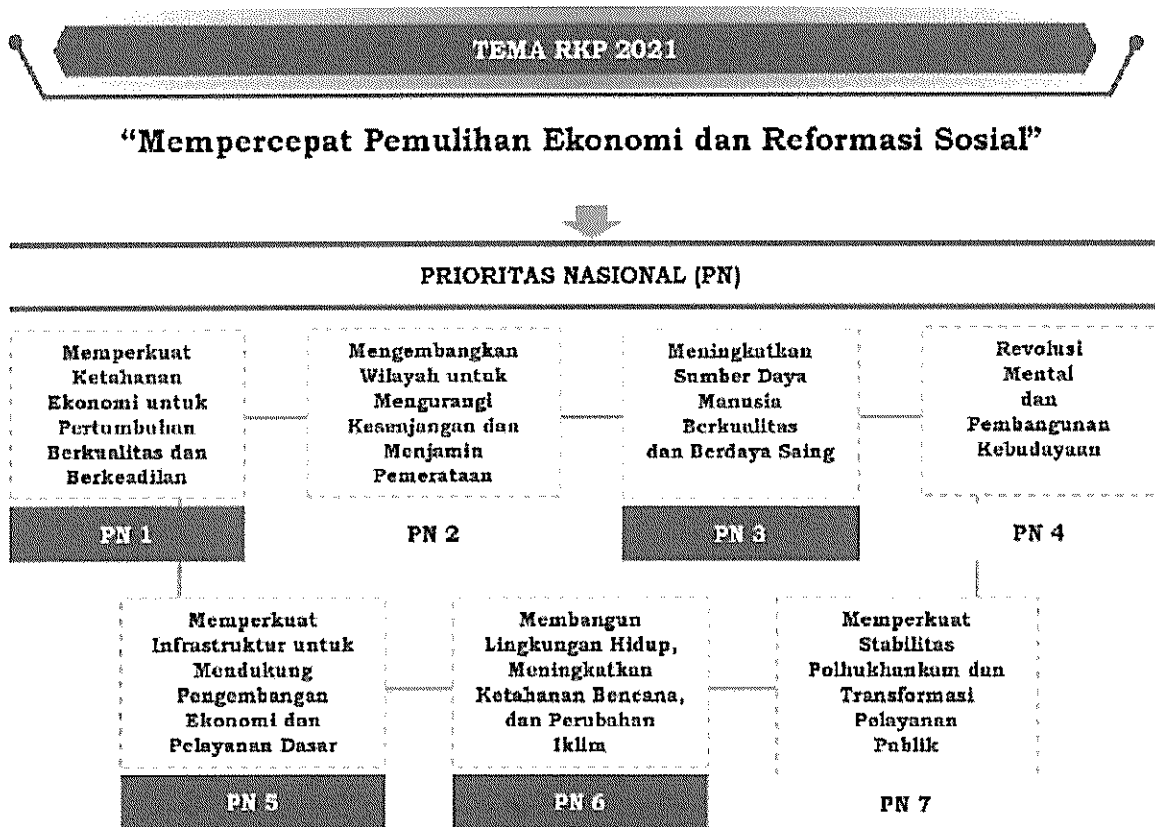 TEMA RKP 2021
“Mempercepat Pemulihan Ekonomi dan Reformasi Sosial”
PRIORITAS NASIONAL (PN)
Memperkuat
Ketahanan
Ekonomi untuk
Pertumbuhan
Berkualitas dan
Berkeadilan
PN 1
Mengembangkan
Wilayah untuk
Mengurangi
Kesenjangan dan
Menjamin
Pemerataan
PN 2
Meningkatkan
Sumber Daya
Manusia
Berkualitas
dan Berdaya Saing
PN 3
Revolusi
Mental
dan
Pembangunan
Kebudayaan
PN 4
Memperkuat
Infrastruktur untuk
Mendukung
Pengembangan
Ekonomi dan
Pelayanan Dasar
PN 5
Membangun
Lingkungan Hidup,
Meningkatkan
Ketahanan Bencana,
dan Perubahan
Iklim
PN 6
Memperkuat
Stabilitas
Polhukhankam dan
Transformasi
Pelayanan
Publik
PN 7